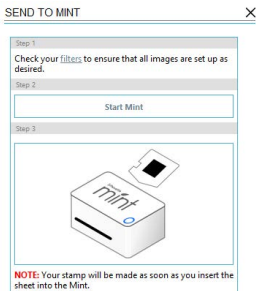 SEND TO MINT
Step 1
Check your filters to ensure that all images are set up as
desired.
Step 2
Start Mint
Step 3
mint
NOTE: Your stamp will be made as soon as you insert the
sheet into the Mint.